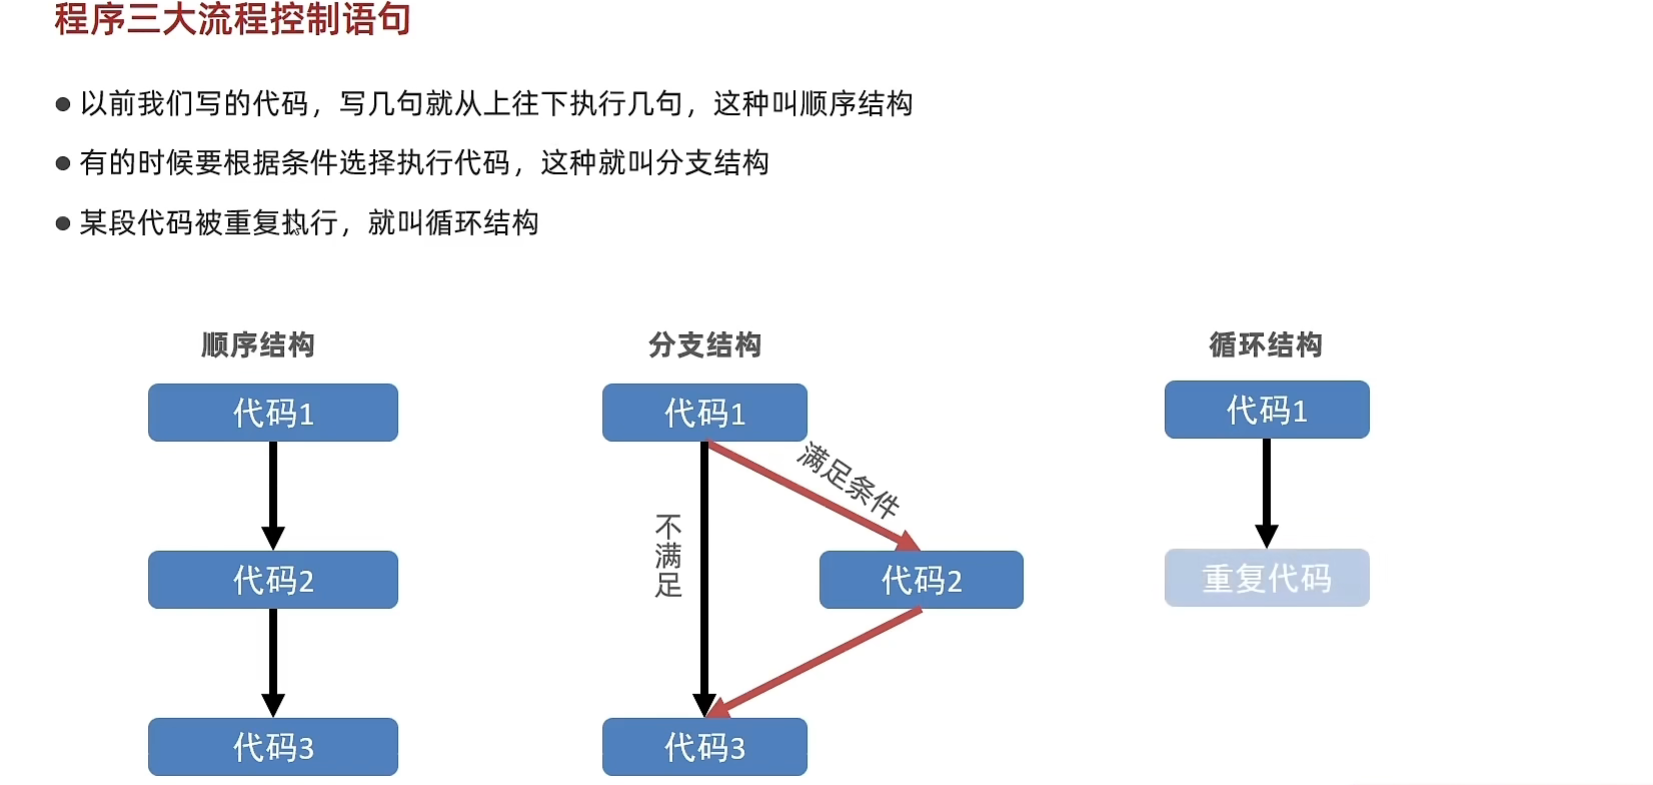 程序三大流程控制语句
● 以前我们写的代码，写几句就从上往下执行几句，这种叫顺序结构
● 有的时候要根据条件选择执行代码，这种就叫分支结构
● 某段代码被重复执行，就叫循环结构
顺序结构
代码1
代码2
代码3
分支结构
代码1
满足条件
不满足
代码2
代码3
循环结构
代码1
重复代码